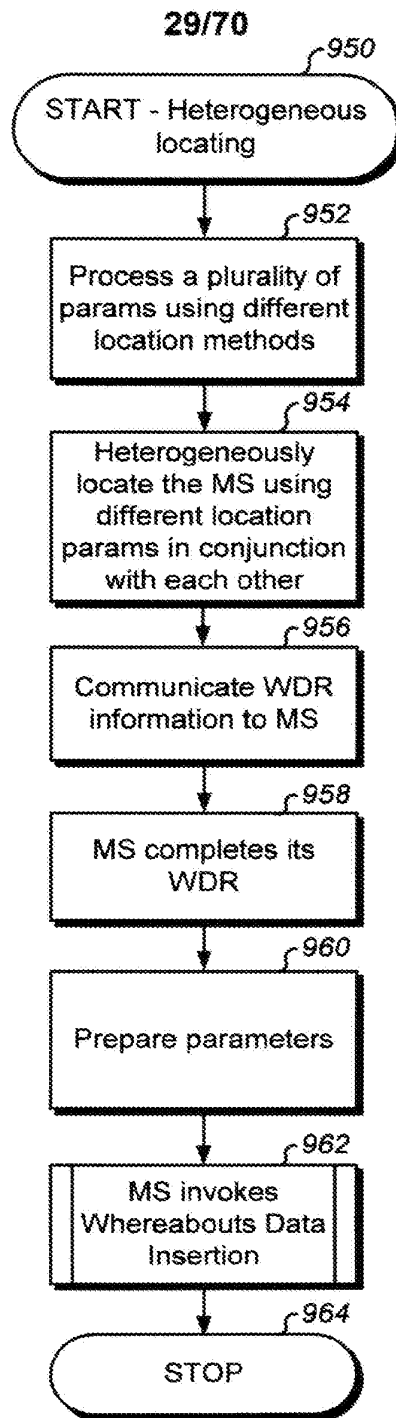 29/70
950
START - Heterogeneous
locating
952
Process a plurality of
params using different
location methods
954
Heterogeneously
locate the MS using
different location
params in conjunction
with each other
956
Communicate WDR
information to MS
958
MS completes its
WDR
960
Prepare parameters
962
MS invokes
Whereabouts Data
Insertion
964
STOP